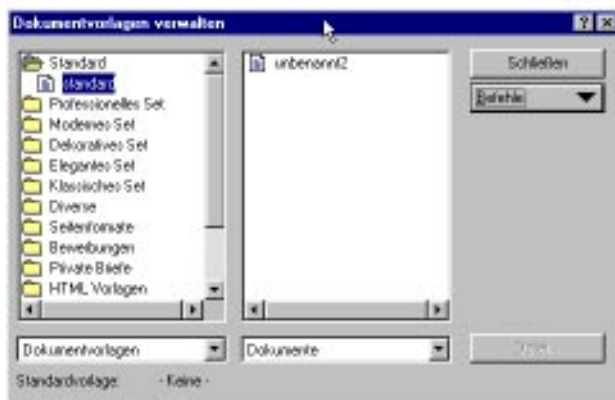 Dokumentvorlagen verwalten
Standard
standard
Professionelles Set
Modernes Set
Dekoratives Set
Elegantes Set
Klassisches Set
Diverse
Seitenformate
Bewerbungen
Private Briefe
HTML Vorlagen
Dokumentvorlagen
Standardvorlage: - Keine -
unbenannt2
Dokumente
Schließen
Befehle